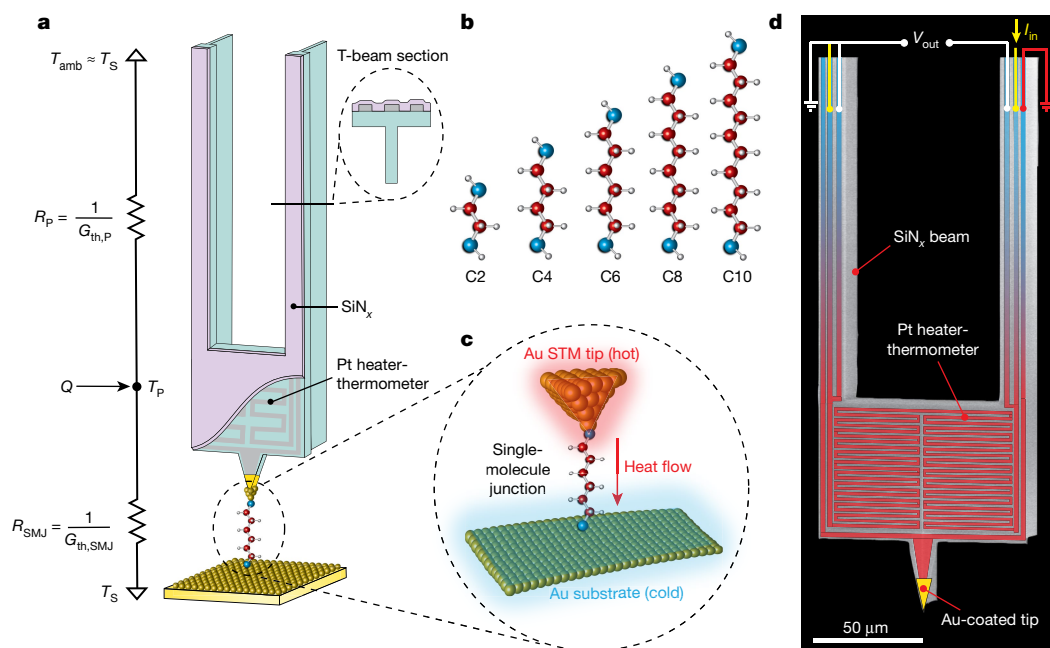 a
T_amb ≈ T_S
R_P = 1 / G_th,P
Q
T_P
R_SMJ = 1 / G_th,SMJ
T_S
T-beam section
SiN_x
Pt heater-
thermometer
b
C2 C4 C6 C8 C10
c
Au STM tip (hot)
Single-
molecule
junction
Heat flow
Au substrate (cold)
d
V_out
I_in
SiN_x beam
Pt heater-
thermometer
Au-coated tip
50 μm